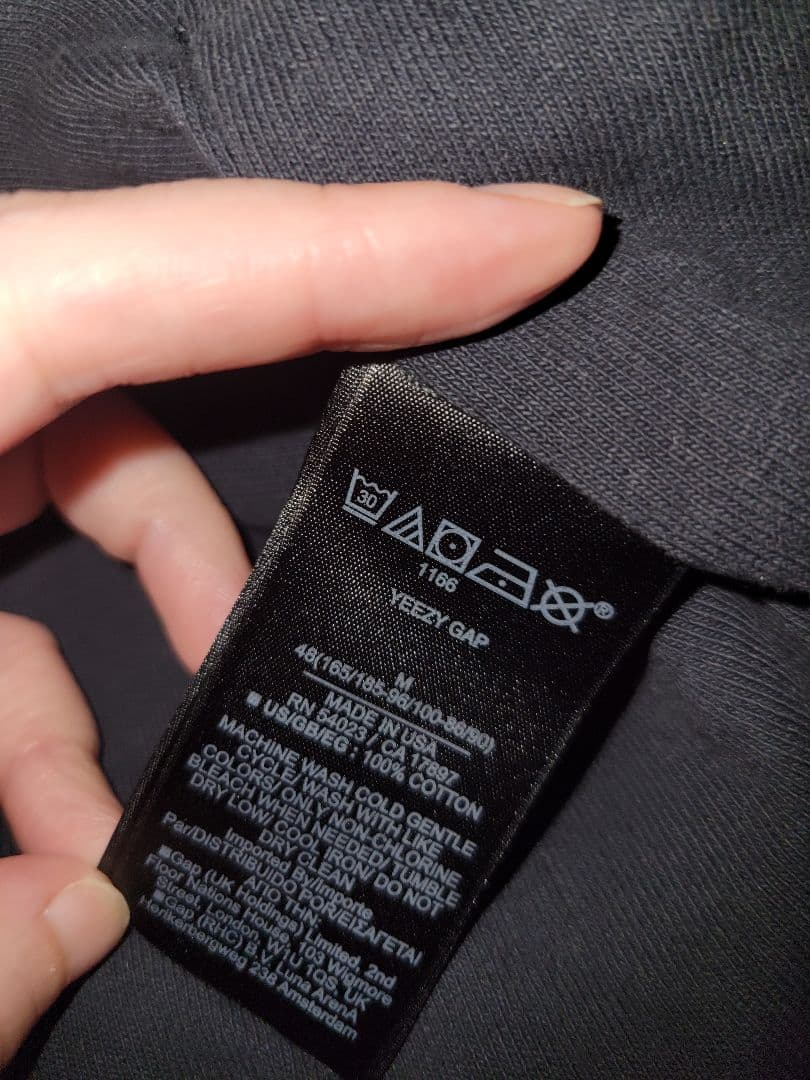 30
®
1166
YEEZY GAP
M
48(165/185-96/100-86/90)
MADE IN USA
RN 54023 / CA 17897
■ US/GB/EG : 100% COTTON
MACHINE WASH COLD GENTLE
CYCLE/ WASH WITH LIKE
COLORS/ ONLY NON-CHLORINE
BLEACH WHEN NEEDED/ TUMBLE
DRY LOW/ COOL IRON/ DO NOT
DRY CLEAN
Imported By/Importe
Par/DISTRIBUIDO POR/ΕΙΣΑΓΕΤΑΙ
ΑΠΟ ΤΗΝ:
■Gap (UK Holdings) Limited, 2nd
Floor Nations House, 103 Wigmore
Street, London, W1U 1QS, UK
■Gap (RHC) B.V. Luna ArenA
Herikerbergweg 238 Amsterdam